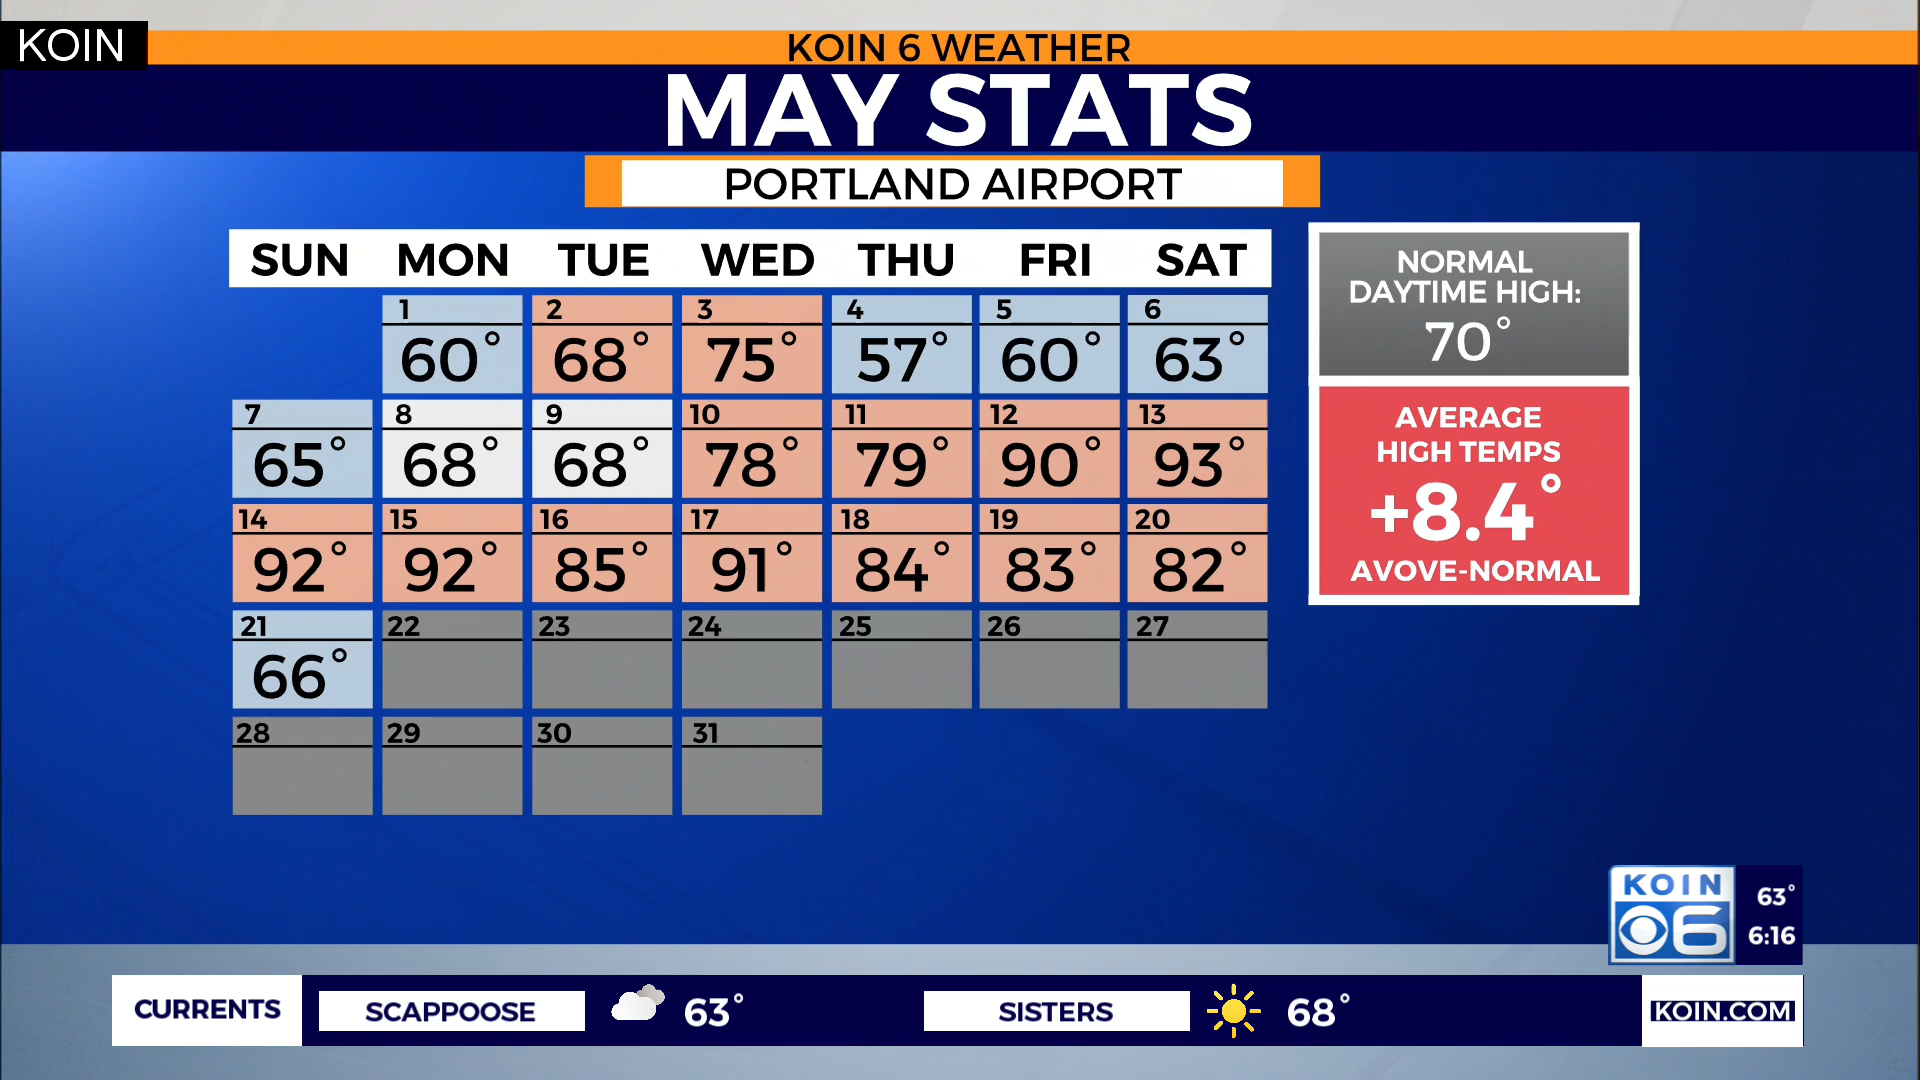 KOIN
KOIN 6 WEATHER
MAY STATS
PORTLAND AIRPORT
SUN MON TUE WED THU FRI SAT
1 2 3 4 5 6
60° 68° 75° 57° 60° 63°
7 8 9 10 11 12 13
65° 68° 68° 78° 79° 90° 93°
14 15 16 17 18 19 20
92° 92° 85° 91° 84° 83° 82°
21 22 23 24 25 26 27
66°
28 29 30 31
NORMAL
DAYTIME HIGH:
70°
AVERAGE
HIGH TEMPS
+8.4°
AVOVE-NORMAL
KOIN
6
63°
6:16
CURRENTS SCAPPOOSE 63° SISTERS 68° KOIN.COM